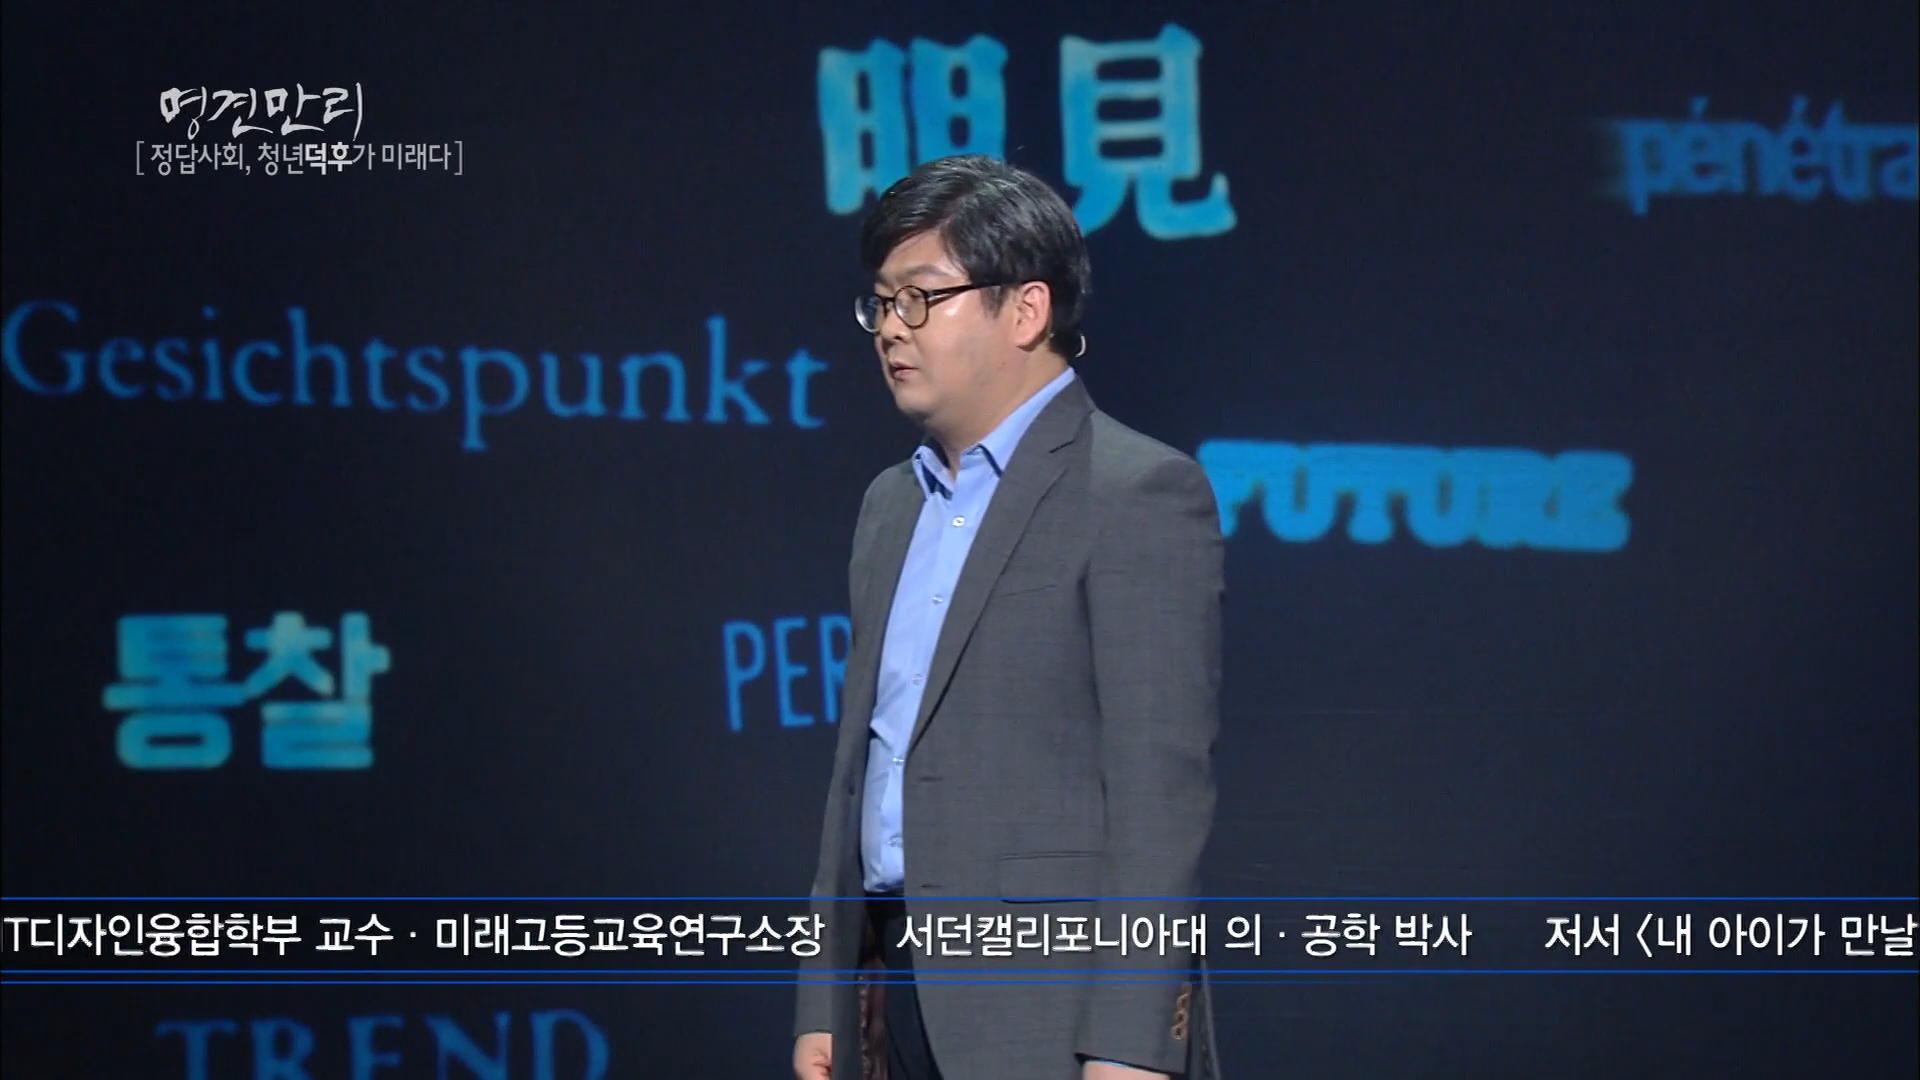 명견만리
[정답사회, 청년덕후가 미래다]
明見
pénétra
Gesichtspunkt
FUTURE
통찰
PER
IT디자인융합학부 교수 · 미래고등교육연구소장 서던캘리포니아대 의 · 공학 박사 저서 〈내 아이가 만날
TREND